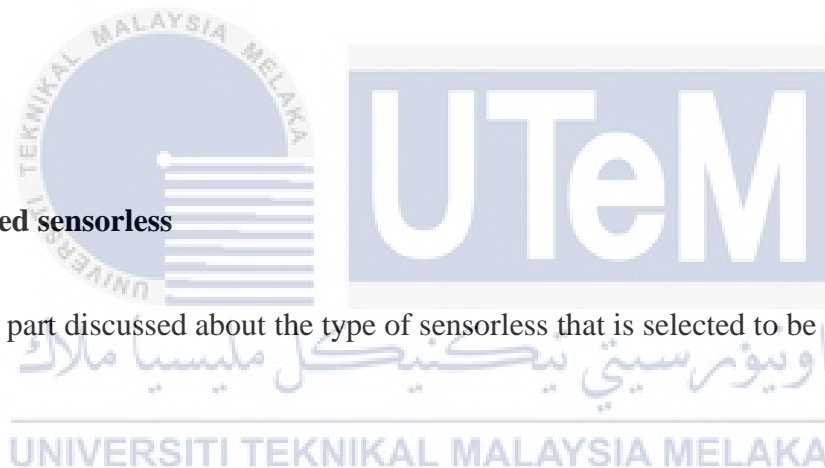 UNIVERSITI TEKNIKAL MALAYSIA MELAKA
UTeM
ed sensorless
part discussed about the type of sensorless that is selected to be
اونيۏرسيتي تيكنيكل مليسيا ملاك
UNIVERSITI TEKNIKAL MALAYSIA MELAKA